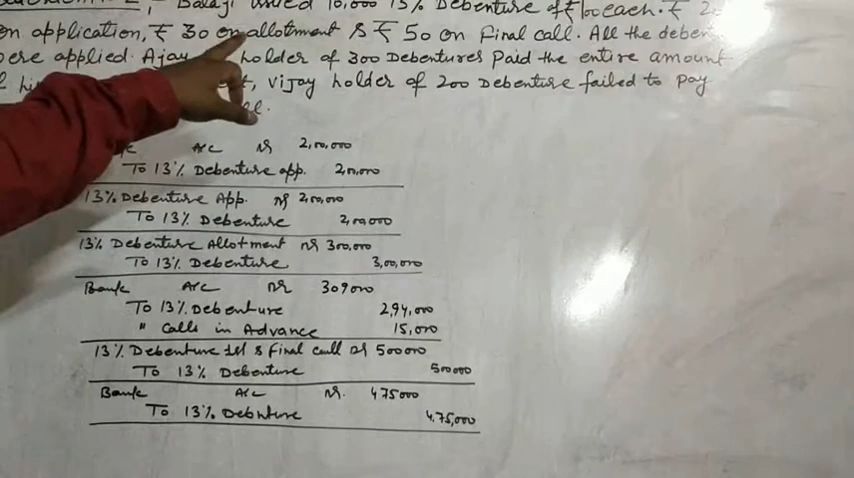 Balaji issued 10,000 13% Debenture of ₹100 each. ₹ 2
on application, ₹ 30 on allotment & ₹ 50 on final call. All the deben
were applied. Ajay holder of 300 Debentures Paid the entire amount
t, Vijay holder of 200 Debenture failed to pay
ll.
A/c Dr 2,00,000
To 13% Debenture app. 2,00,000
13% Debenture App. Dr 2,00,000
To 13% Debenture 2,00,000
13% Debenture Allotment Dr 300,000
To 13% Debenture 3,00,000
Bank A/c Dr 309000
To 13% Debenture 2,94,000
" Calls in Advance 15,000
13% Debenture 1st & final call Dr 500000
To 13% Debenture 500000
Bank A/c Dr. 475000
To 13% Debnture 4,75,000